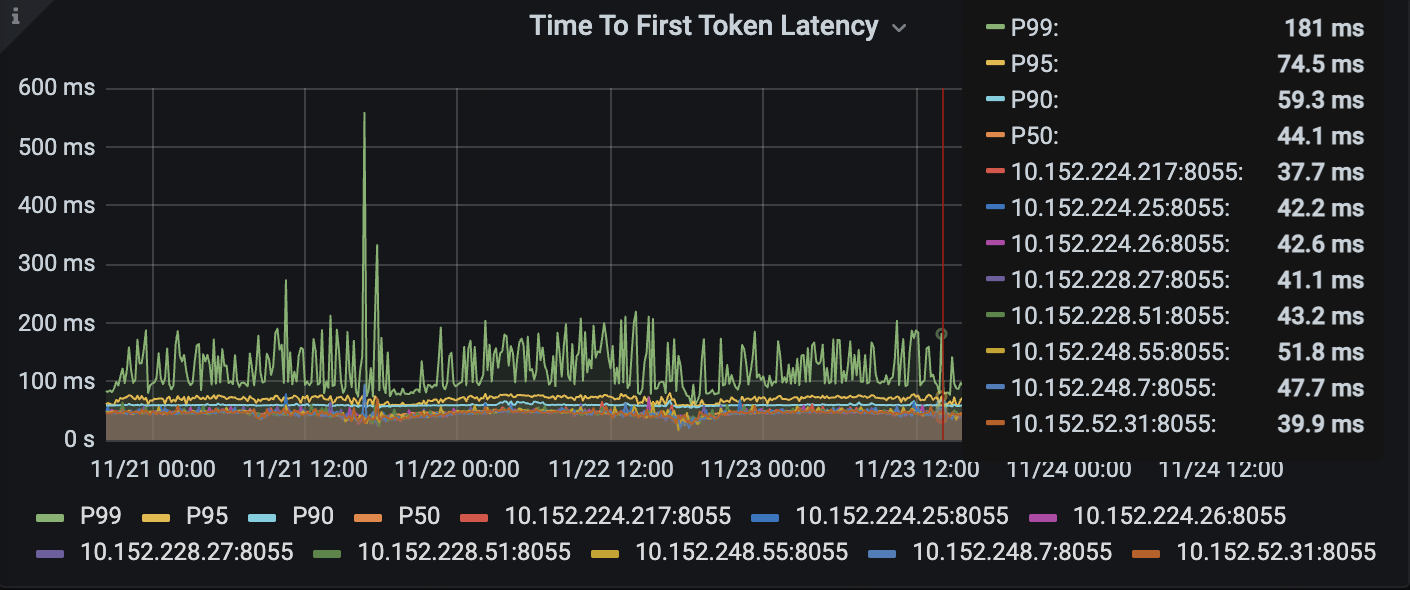 i
Time To First Token Latency
600 ms
500 ms
400 ms
300 ms
200 ms
100 ms
0 s
11/21 00:00 11/21 12:00 11/22 00:00 11/22 12:00 11/23 00:00 11/23 12:00 11/24 00:00 11/24 12:00
P99: 181 ms
P95: 74.5 ms
P90: 59.3 ms
P50: 44.1 ms
10.152.224.217:8055: 37.7 ms
10.152.224.25:8055: 42.2 ms
10.152.224.26:8055: 42.6 ms
10.152.228.27:8055: 41.1 ms
10.152.228.51:8055: 43.2 ms
10.152.248.55:8055: 51.8 ms
10.152.248.7:8055: 47.7 ms
10.152.52.31:8055: 39.9 ms
P99 P95 P90 P50 10.152.224.217:8055 10.152.224.25:8055 10.152.224.26:8055
10.152.228.27:8055 10.152.228.51:8055 10.152.248.55:8055 10.152.248.7:8055 10.152.52.31:8055